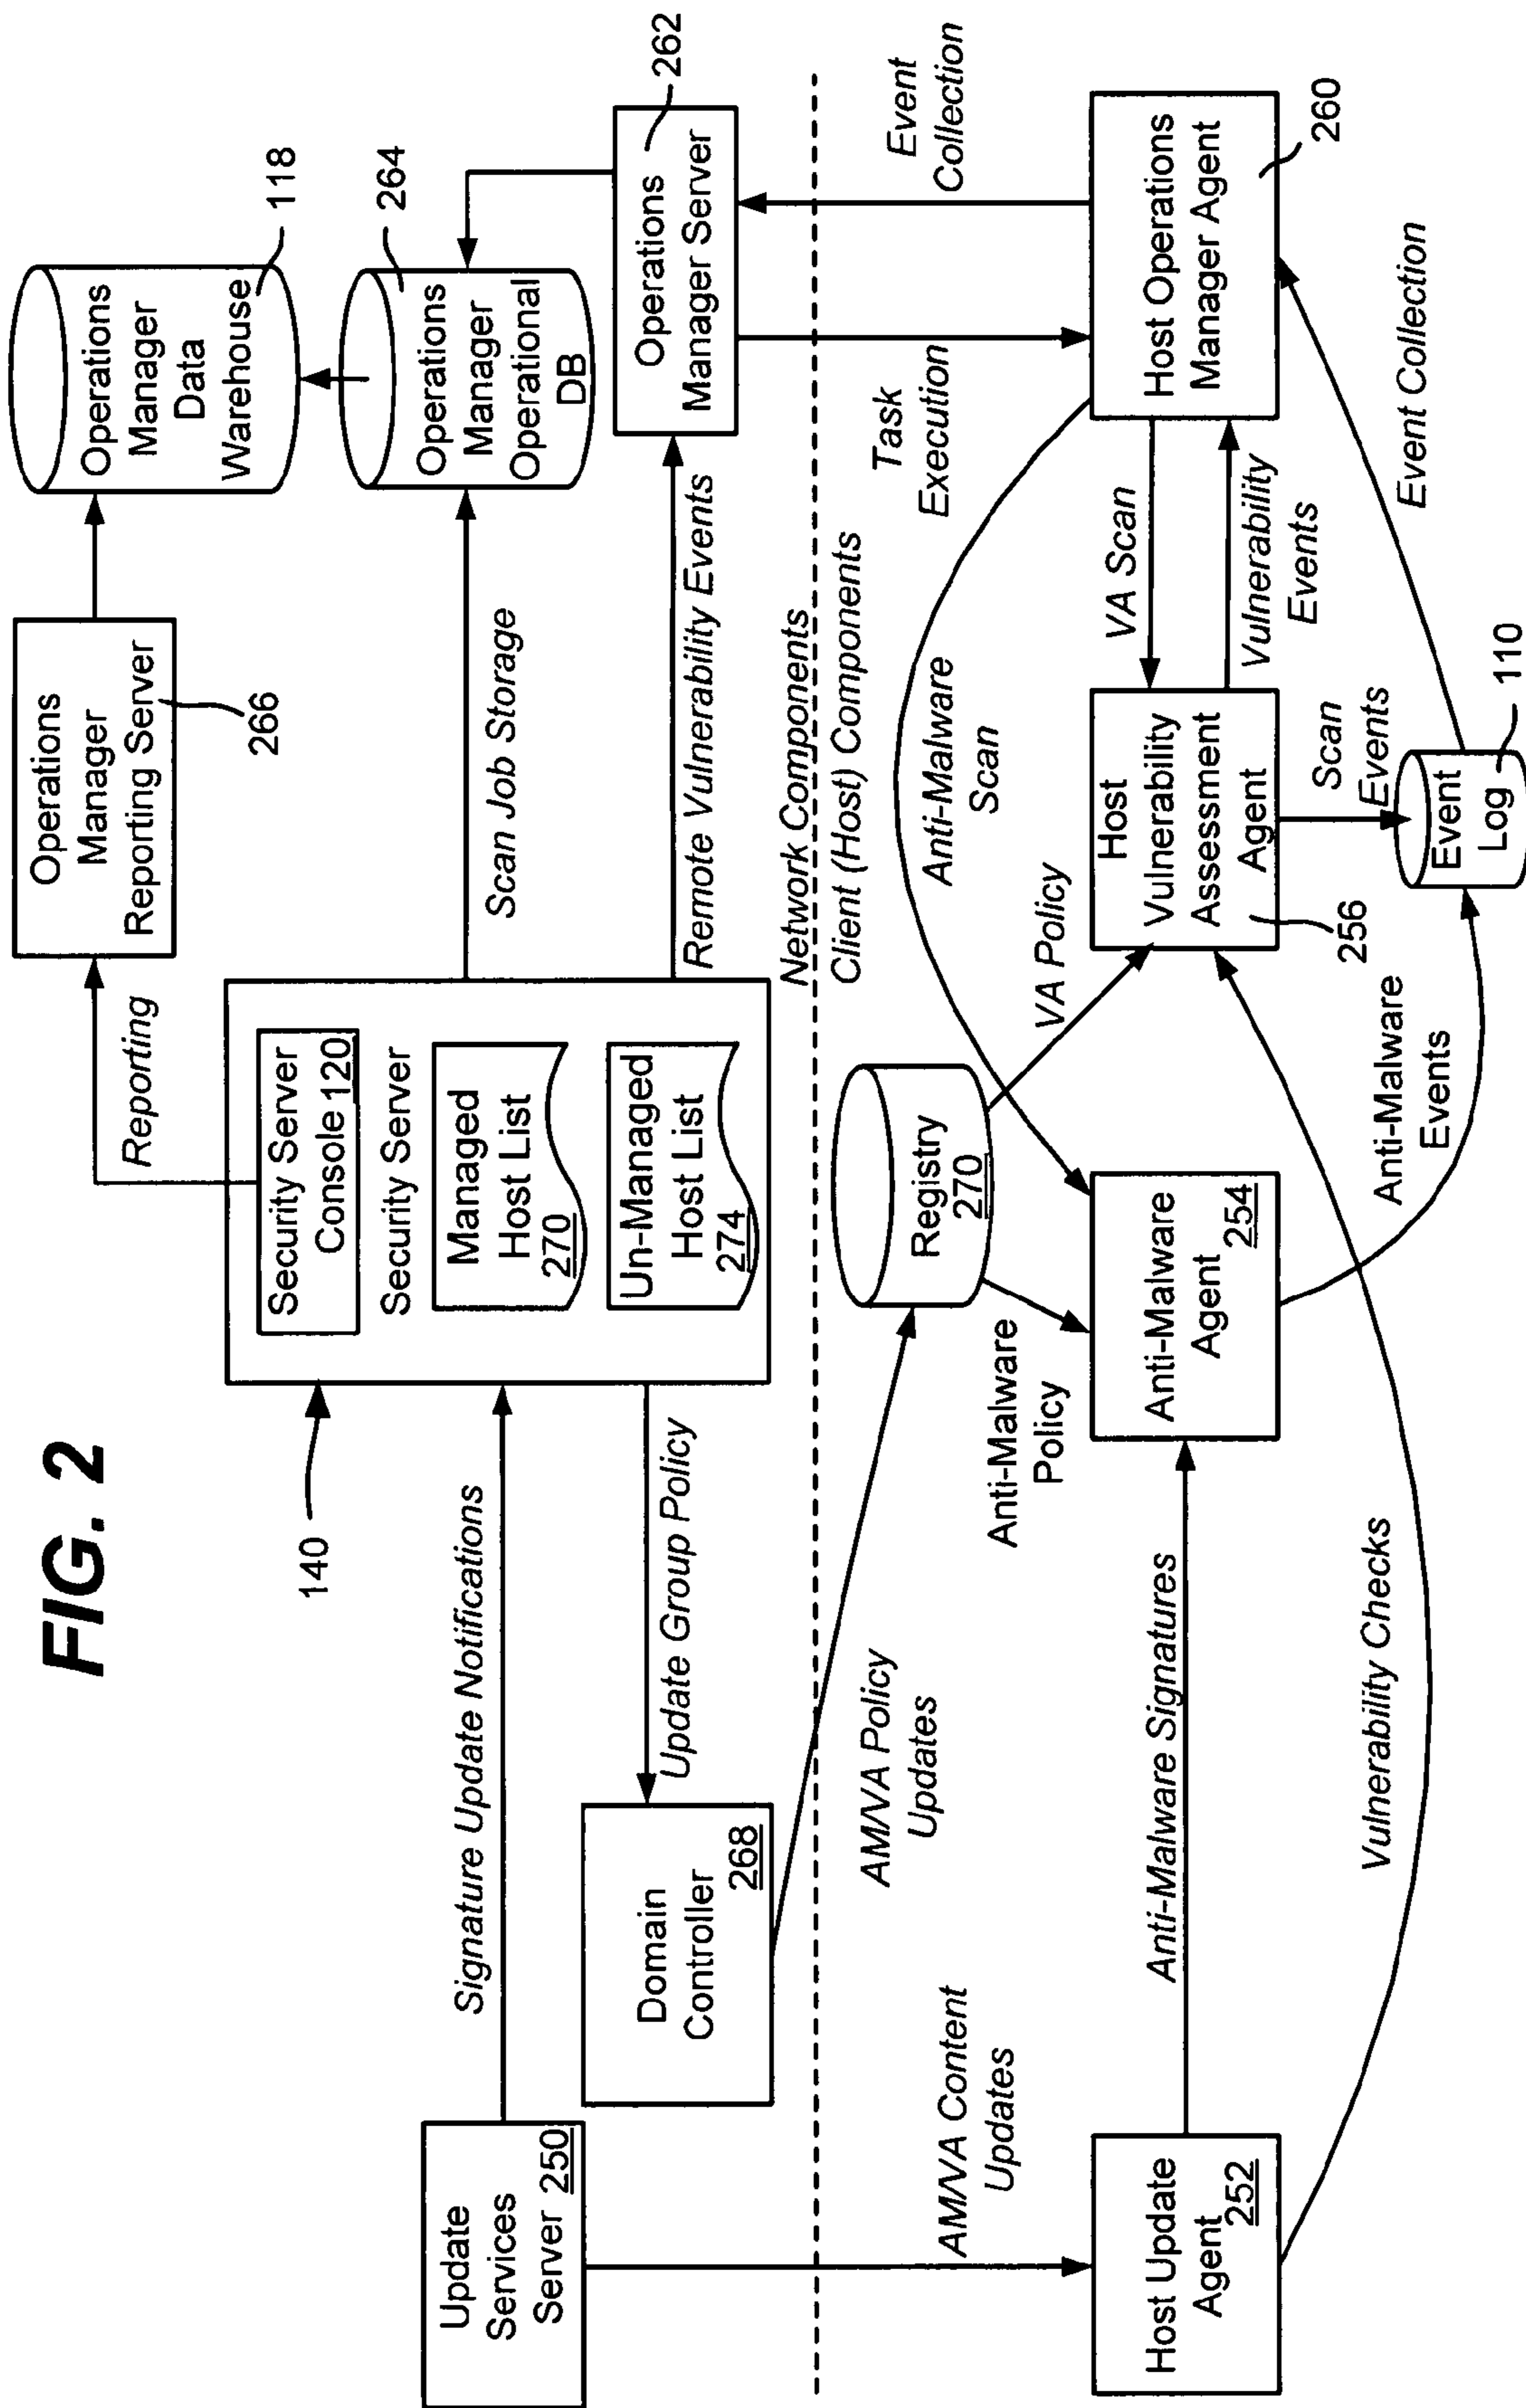 FIG. 2
Operations
Manager
Reporting Server
266
Operations
Manager
Data
Warehouse
118
Reporting
140
Security Server
Console 120
Security Server
Managed
Host List
270
Un-Managed
Host List
274
Scan Job Storage
Operations
Manager
Operational
DB
264
Remote Vulnerability Events
Operations
Manager Server
262
Signature Update Notifications
Update Group Policy
Update
Services
Server 250
Domain
Controller
268
Network Components
Client (Host) Components
AM/VA Content
Updates
AM/VA Policy
Updates
Registry
270
Anti-Malware
Policy
VA Policy
Anti-Malware
Scan
Task
Execution
Event
Collection
Host Update
Agent
252
Anti-Malware Signatures
Anti-Malware
Agent
254
Host
Vulnerability
Assessment
Agent
256
VA Scan
Vulnerability
Events
Host Operations
Manager Agent
260
Vulnerability Checks
Anti-Malware
Events
Scan
Events
Event
Log
110
Event Collection